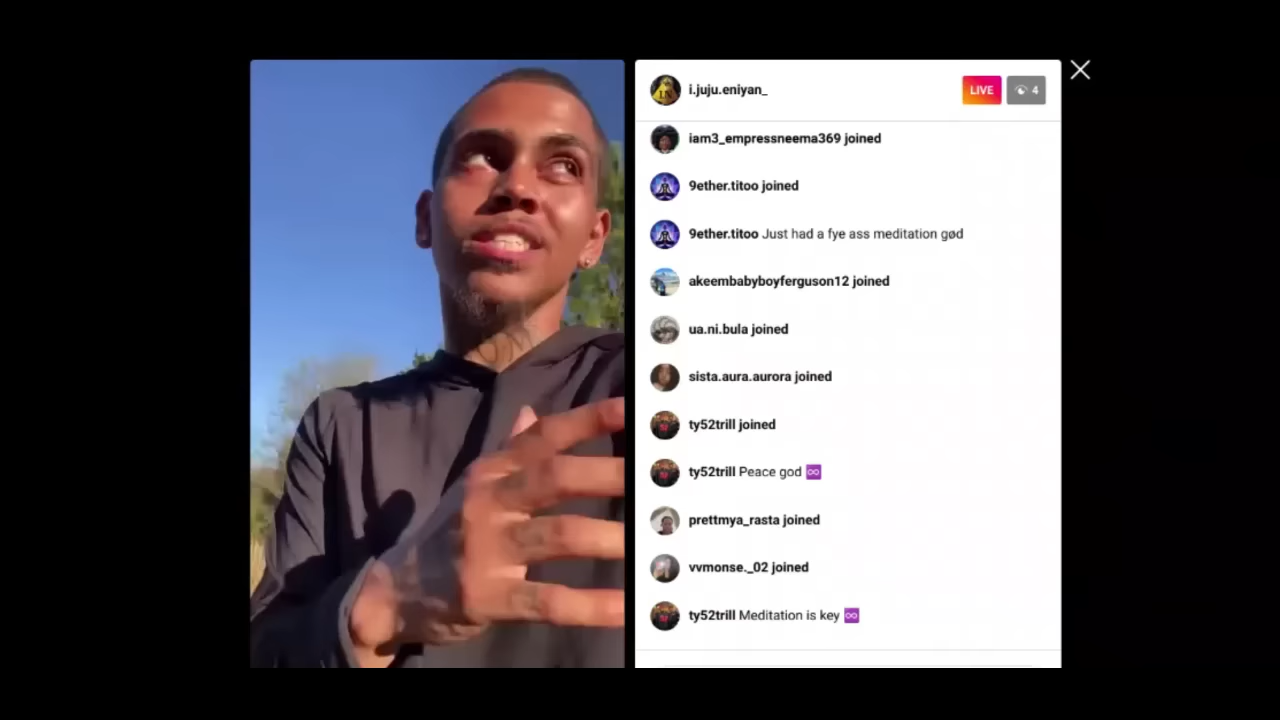 i.juju.eniyan_
LIVE 4
iam3_empressneema369 joined
9ether.titoo joined
9ether.titoo Just had a fye ass meditation gød
akeembabyboyferguson12 joined
ua.ni.bula joined
sista.aura.aurora joined
ty52trill joined
ty52trill Peace god ♾️
prettmya_rasta joined
vvmonse._02 joined
ty52trill Meditation is key ♾️